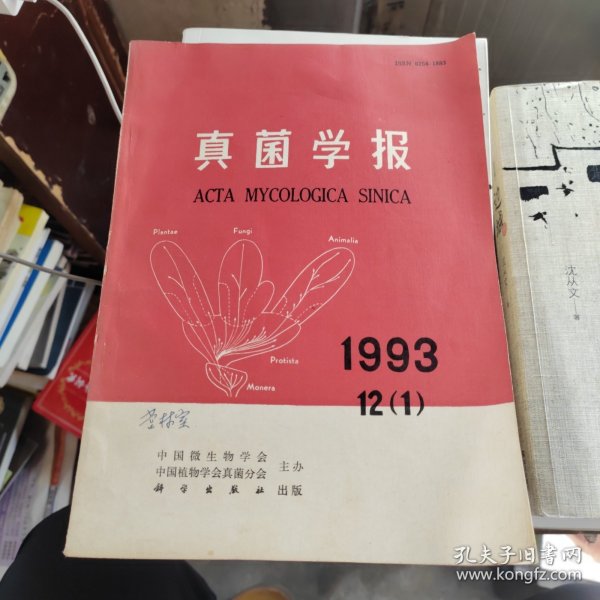 ISSN 0256-1883
真菌学报
ACTA MYCOLOGICA SINICA
Plantae
Fungi
Animalia
Protista
Monera
1993
12(1)
中国微生物学会
中国植物学会真菌分会
主办
科学出版社
出版
沈从文
著
孔夫子旧书网
www.kongfz.com